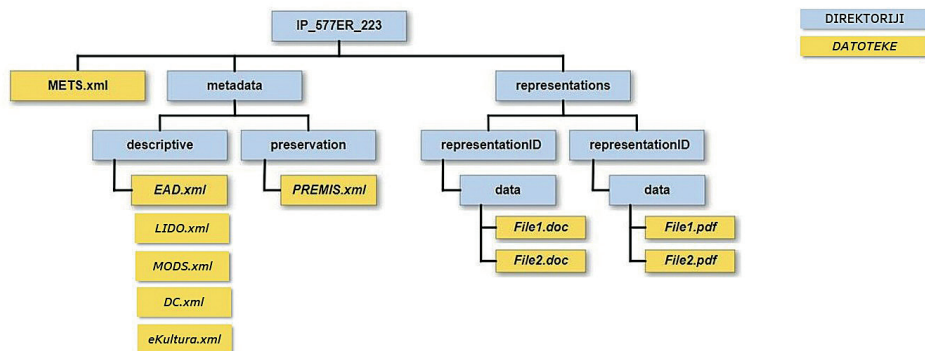 IP_577ER_223
DIREKTORIJI
DATOTEKE
METS.xml
metadata
representations
descriptive
preservation
representationID
representationID
EAD.xml
PREMIS.xml
data
data
LIDO.xml
File1.doc
File1.pdf
MODS.xml
File2.doc
File2.pdf
DC.xml
eKultura.xml